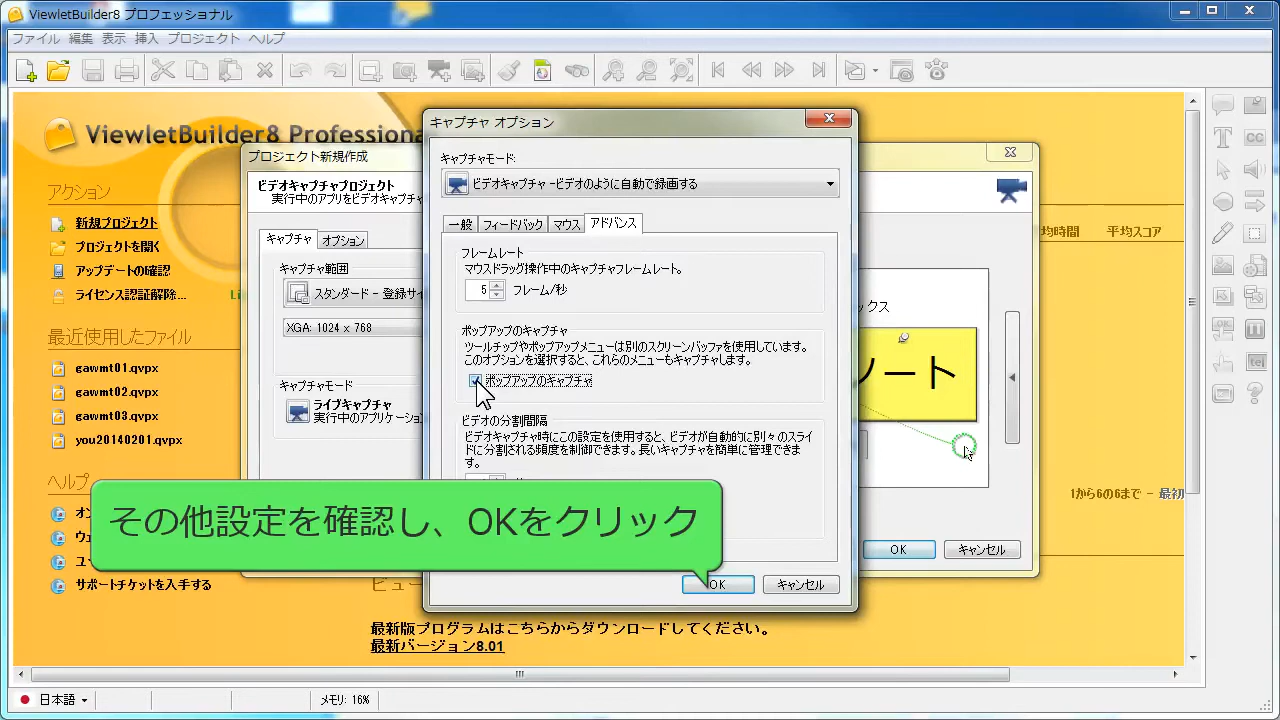 ViewletBuilder8 プロフェッショナル
ファイル 編集 表示 挿入 プロジェクト ヘルプ
ViewletBuilder8 Professiona
アクション
新規プロジェクト
プロジェクトを開く
アップデートの確認
ライセンス認証解除...
Li
最近使用したファイル
gawmt01.qvpx
gawmt02.qvpx
gawmt03.qvpx
you20140201.qvpx
ヘルプ
オン
ウェ
ユー
サポートチケットを入手する
プロジェクト新規作成
ビデオキャプチャプロジェクト
実行中アプリをビデオキャプチ
キャプチャ オプション
キャプチャ範囲
スタンダード - 登録サイ
XGA: 1024 x 768
キャプチャモード
ライブキャプチャ
実行中のアプリケーション
キャプチャ オプション
キャプチャモード:
ビデオキャプチャ -ビデオのように自動で録画する
一般 フィードバック マウス アドバンス
フレームレート
マウスドラッグ操作中のキャプチャフレームレート。
5 フレーム/秒
ポップアップのキャプチャ
ツールチップやポップアップメニューは別のスクリーンバッファを使用しています。
このオプションを選択すると、これらのメニューもキャプチャします。
ポップアップのキャプチャ
ビデオの分割間隔
ビデオキャプチャ時にこの設定を使用すると、ビデオが自動的に別々のスライ
ドに分割される頻度を制御できます。長いキャプチャを簡単に管理できま
す。
その他設定を確認し、OKをクリック
OK キャンセル
ックス
ノート
OK キャンセル
均時間 平均スコア
1から6の6まで - 最初
ビュー
最新版プログラムはこちらからダウンロードしてください。
最新バージョン8.01
CC
OK
tel
日本語
メモリ: 16%